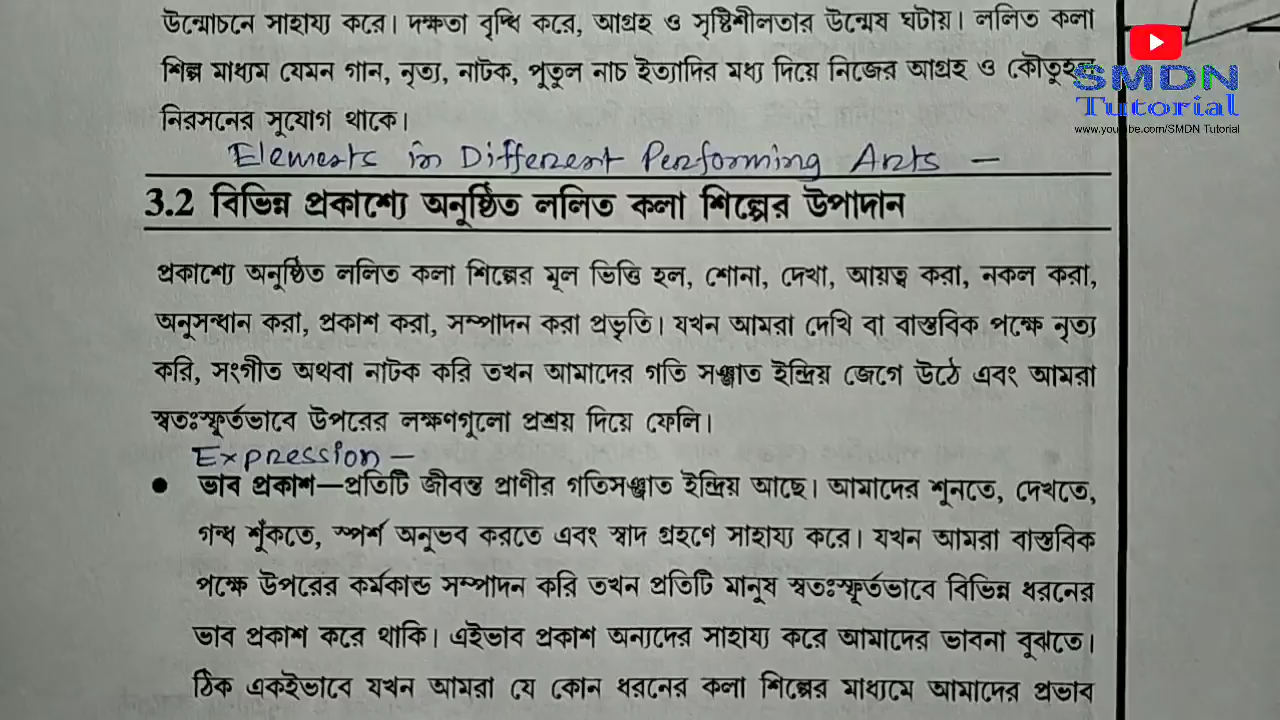 উন্মোচনে সাহায্য করে। দক্ষতা বৃদ্ধি করে, আগ্রহ ও সৃষ্টিশীলতার উন্মেষ ঘটায়। ললিত কলা
শিল্প মাধ্যম যেমন গান, নৃত্য, নাটক, পুতুল নাচ ইত্যাদির মধ্য দিয়ে নিজের আগ্রহ ও কৌতুহল
SMDN
Tutorial
www.youtube.com/SMDN Tutorial
নিরসনের সুযোগ থাকে।
Elements in Different Performing Arts —
3.2 বিভিন্ন প্রকাশ্যে অনুষ্ঠিত ললিত কলা শিল্পের উপাদান
প্রকাশ্যে অনুষ্ঠিত ললিত কলা শিল্পের মূল ভিত্তি হল, শোনা, দেখা, আয়ত্ব করা, নকল করা,
অনুসন্ধান করা, প্রকাশ করা, সম্পাদন করা প্রভৃতি। যখন আমরা দেখি বা বাস্তবিক পক্ষে নৃত্য
করি, সংগীত অথবা নাটক করি তখন আমাদের গতি সঞ্জাত ইন্দ্রিয় জেগে উঠে এবং আমরা
স্বতঃস্ফূর্তভাবে উপরের লক্ষণগুলো প্রশ্রয় দিয়ে ফেলি।
Expression —
● ভাব প্রকাশ—প্রতিটি জীবন্ত প্রাণীর গতিসঞ্জাত ইন্দ্রিয় আছে। আমাদের শূনতে, দেখতে,
গন্ধ শুঁকতে, স্পর্শ অনুভব করতে এবং স্বাদ গ্রহণে সাহায্য করে। যখন আমরা বাস্তবিক
পক্ষে উপরের কর্মকান্ড সম্পাদন করি তখন প্রতিটি মানুষ স্বতঃস্ফূর্তভাবে বিভিন্ন ধরনের
ভাব প্রকাশ করে থাকি। এইভাব প্রকাশ অন্যদের সাহায্য করে আমাদের ভাবনা বুঝতে।
ঠিক একইভাবে যখন আমরা যে কোন ধরনের কলা শিল্পের মাধ্যমে আমাদের প্রভাব